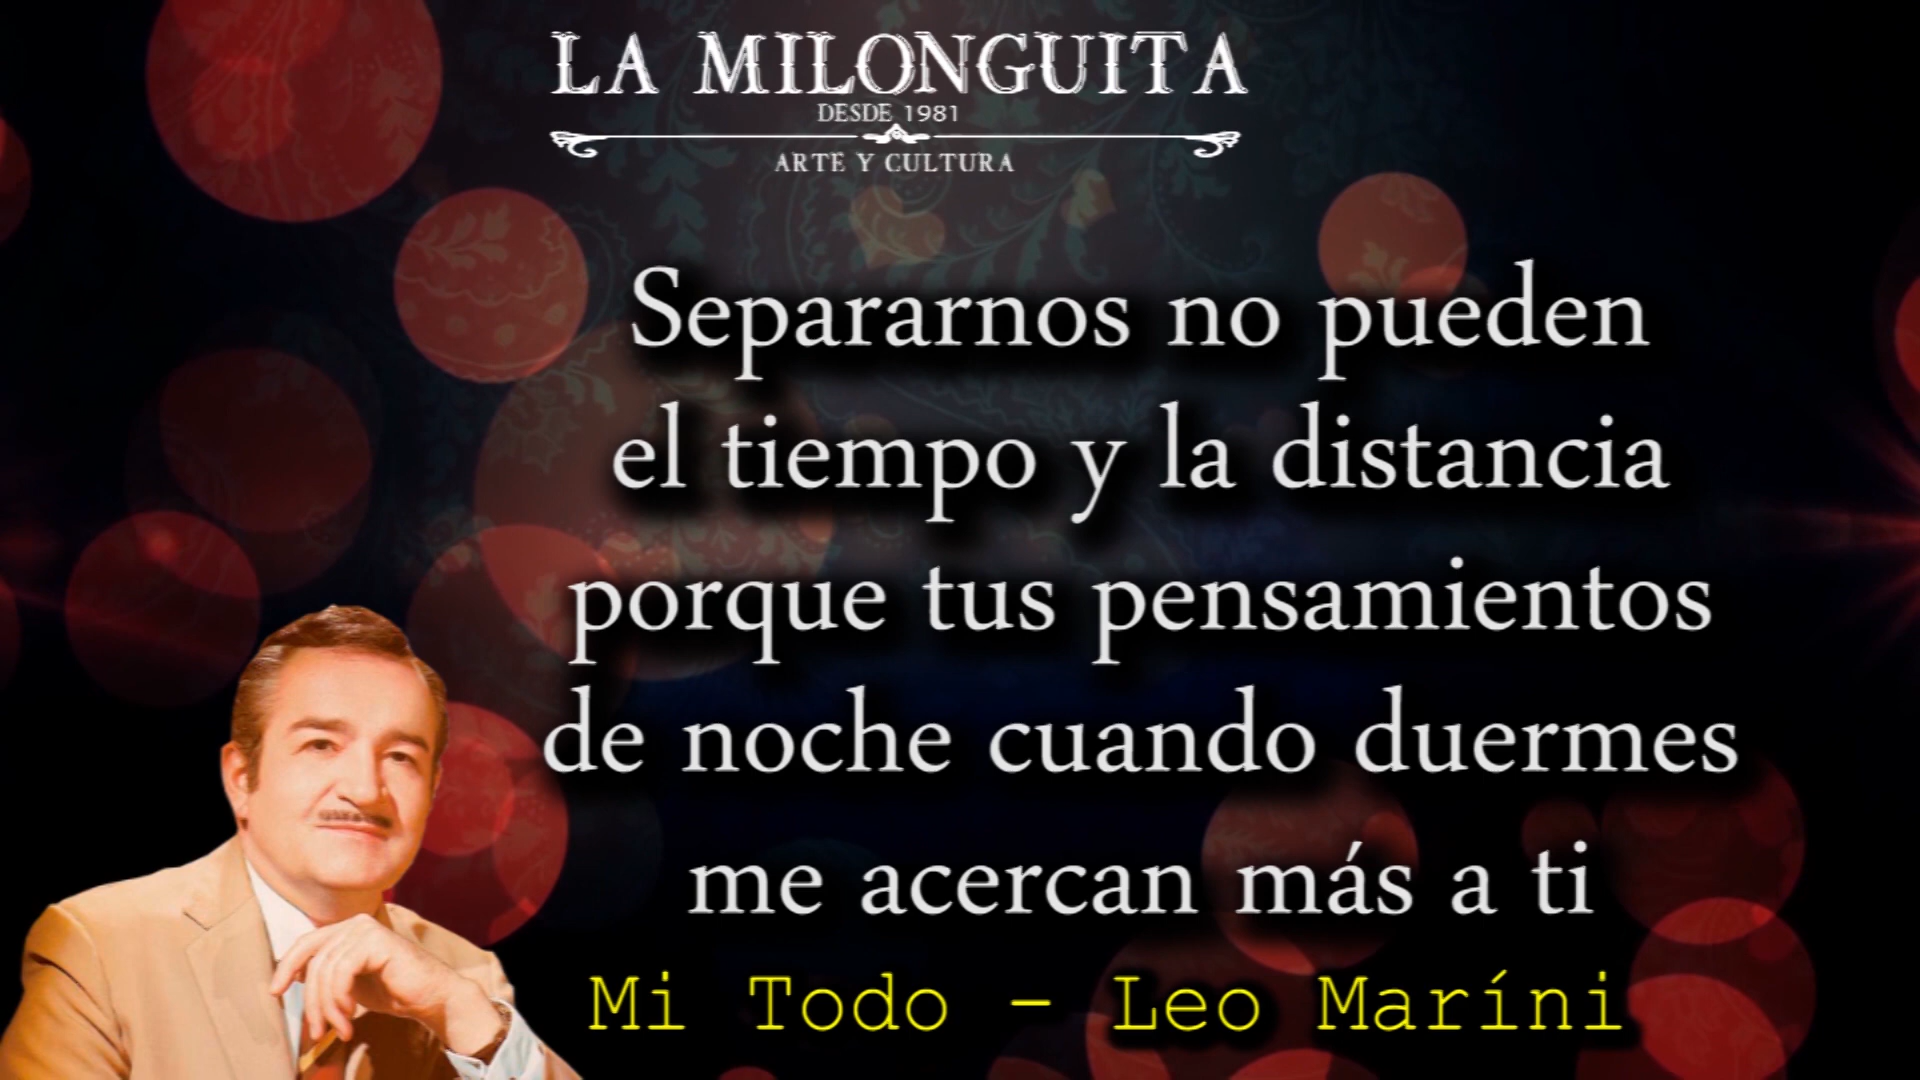 LA MILONGUITA
DESDE 1981
ARTE Y CULTURA
Separarnos no pueden
el tiempo y la distancia
porque tus pensamientos
de noche cuando duermes
me acercan más a ti
Mi Todo - Leo Maríni